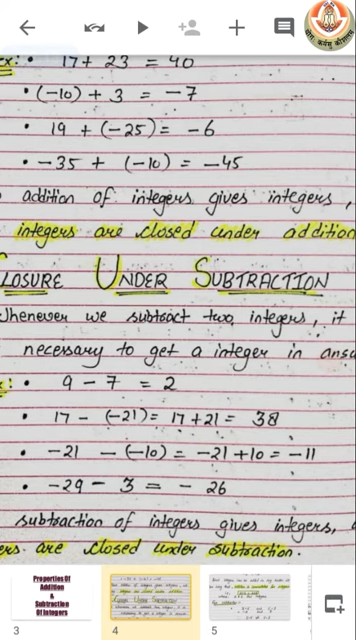 Ex: • 17 + 23 = 40
• (-10) + 3 = -7
• 19 + (-25) = -6
• -35 + (-10) = -45
addition of integers gives integers,
integers are closed under addition
LOSURE UNDER SUBTRACTION
Whenever we subtract two integers, it
necessary to get a integer in ans
: • 9 - 7 = 2
• 17 - (-21) = 17 + 21 = 38
• -21 - (-10) = -21 + 10 = -11
• -29 - 3 = - 26
subtraction of integers gives integers,
ers are closed under subtraction.
Properties Of
Addition
&
Subtraction
Of Integers
3
4
5